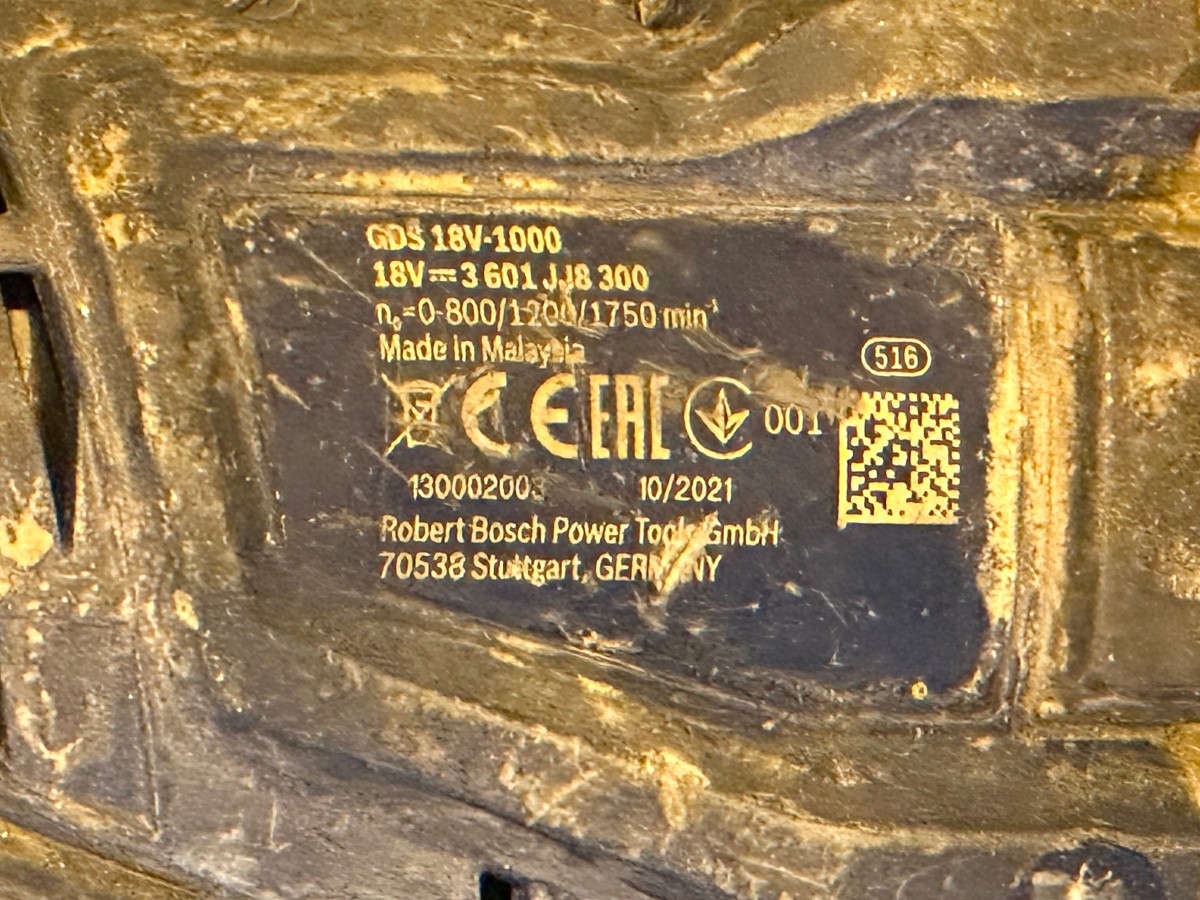 GDS 18V-1000
18V⎓ 3 601 JJ8 300
n₀=0-800/1200/1750 min⁻¹
Made in Malaysia
516
CE EAC 001
10/2021
Robert Bosch Power Tools GmbH
70538 Stuttgart, GERMANY